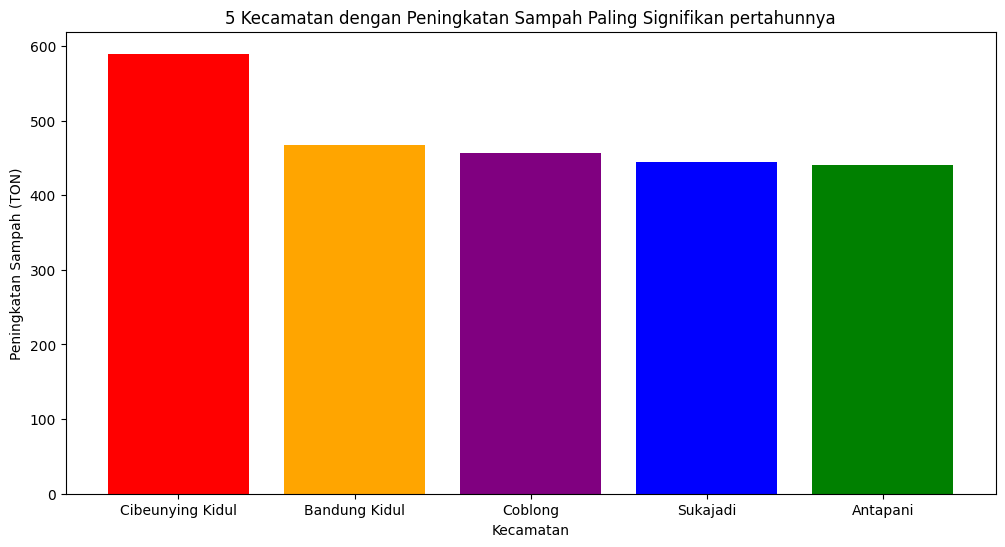 5 Kecamatan dengan Peningkatan Sampah Paling Signifikan pertahunnya
Peningkatan Sampah (TON)
600
500
400
300
200
100
0
Cibeunying Kidul
Bandung Kidul
Coblong
Sukajadi
Antapani
Kecamatan